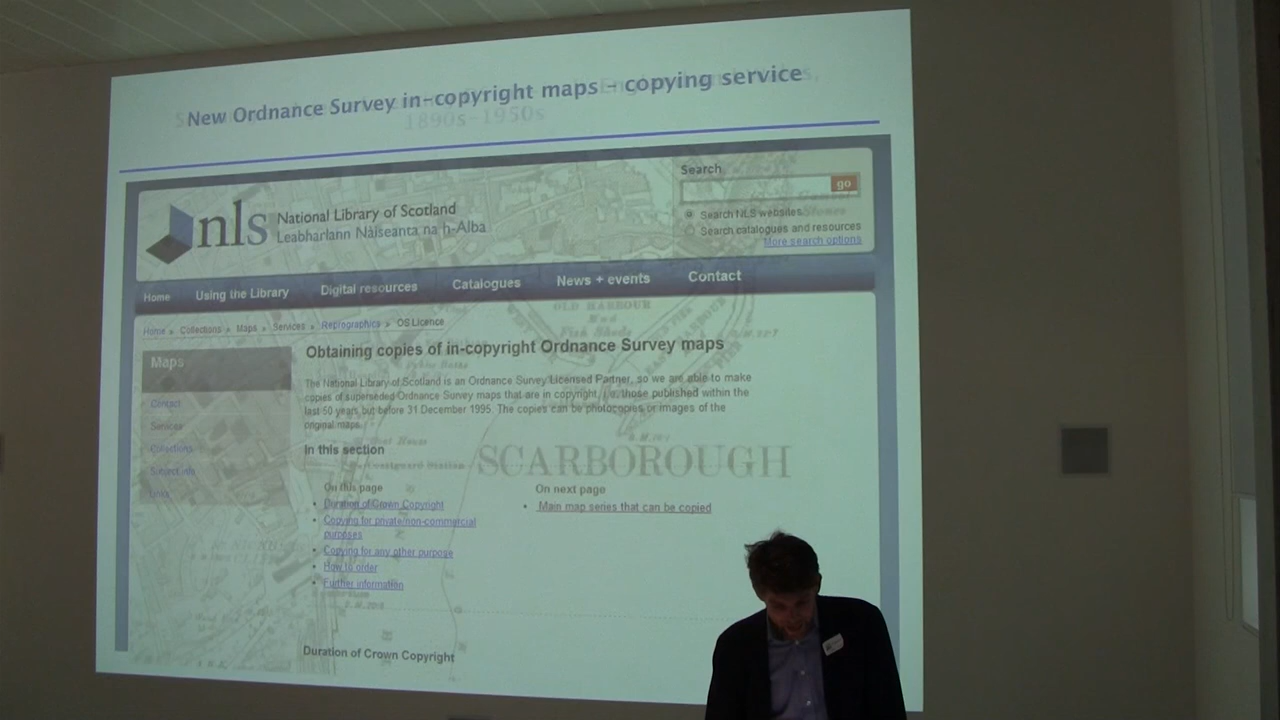 New Ordnance Survey in-copyright maps - copying service
1890s-1950s
Search
go
nls National Library of Scotland
Leabharlann Nàiseanta na h-Alba
Search NLS websites
Search catalogues and resources
More search options
Home Using the Library Digital resources Catalogues News + events Contact
Home » Collections » Maps » Services » Reprographics » OS Licence
OLD HARBOUR
Fish Sheds
Maps
Contact
Services
Collections
Subject info
Links
Obtaining copies of in-copyright Ordnance Survey maps
The National Library of Scotland is an Ordnance Survey Licensed Partner, so we are able to make
copies of superseded Ordnance Survey maps that are in copyright, i.e. those published within the
last 50 years but before 31 December 1995. The copies can be photocopies or images of the
original maps.
In this section
Coastguard Station
SCARBOROUGH
On this page
Duration of Crown Copyright
Copying for private/non-commercial
purposes
Copying for any other purpose
How to order
Further information
On next page
Main map series that can be copied
Duration of Crown Copyright